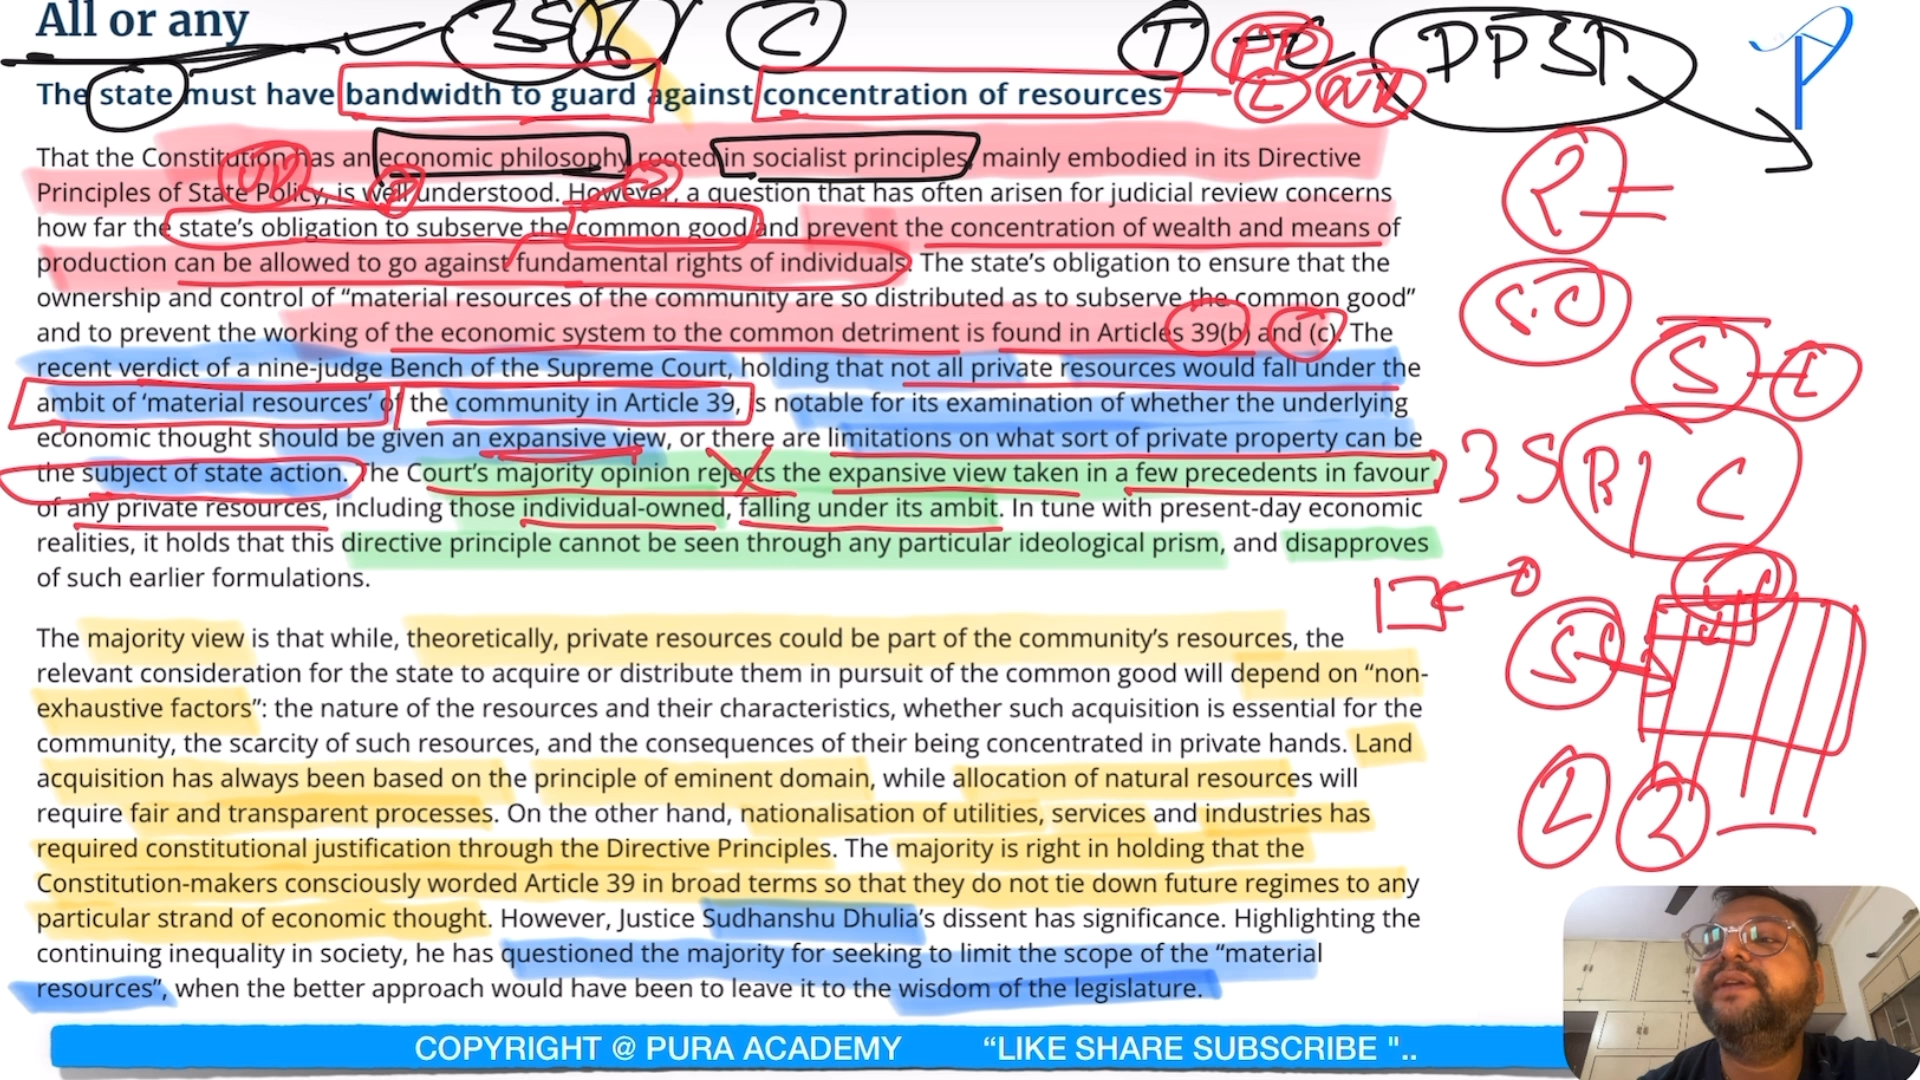 All or any
The state must have bandwidth to guard against concentration of resources
That the Constitution has an economic philosophy rooted in socialist principles, mainly embodied in its Directive
Principles of State Policy, is well understood. However, a question that has often arisen for judicial review concerns
how far the state's obligation to subserve the common good and prevent the concentration of wealth and means of
production can be allowed to go against fundamental rights of individuals. The state's obligation to ensure that the
ownership and control of “material resources of the community are so distributed as to subserve the common good”
and to prevent the working of the economic system to the common detriment is found in Articles 39(b) and (c). The
recent verdict of a nine-judge Bench of the Supreme Court, holding that not all private resources would fall under the
ambit of ‘material resources’ of the community in Article 39, is notable for its examination of whether the underlying
economic thought should be given an expansive view, or there are limitations on what sort of private property can be
the subject of state action. The Court's majority opinion rejects the expansive view taken in a few precedents in favour
of any private resources, including those individual-owned, falling under its ambit. In tune with present-day economic
realities, it holds that this directive principle cannot be seen through any particular ideological prism, and disapproves
of such earlier formulations.
The majority view is that while, theoretically, private resources could be part of the community's resources, the
relevant consideration for the state to acquire or distribute them in pursuit of the common good will depend on “non-
exhaustive factors”: the nature of the resources and their characteristics, whether such acquisition is essential for the
community, the scarcity of such resources, and the consequences of their being concentrated in private hands. Land
acquisition has always been based on the principle of eminent domain, while allocation of natural resources will
require fair and transparent processes. On the other hand, nationalisation of utilities, services and industries has
required constitutional justification through the Directive Principles. The majority is right in holding that the
Constitution-makers consciously worded Article 39 in broad terms so that they do not tie down future regimes to any
particular strand of economic thought. However, Justice Sudhanshu Dhulia's dissent has significance. Highlighting the
continuing inequality in society, he has questioned the majority for seeking to limit the scope of the “material
resources”, when the better approach would have been to leave it to the wisdom of the legislature.
COPYRIGHT @ PURA ACADEMY “LIKE SHARE SUBSCRIBE "..